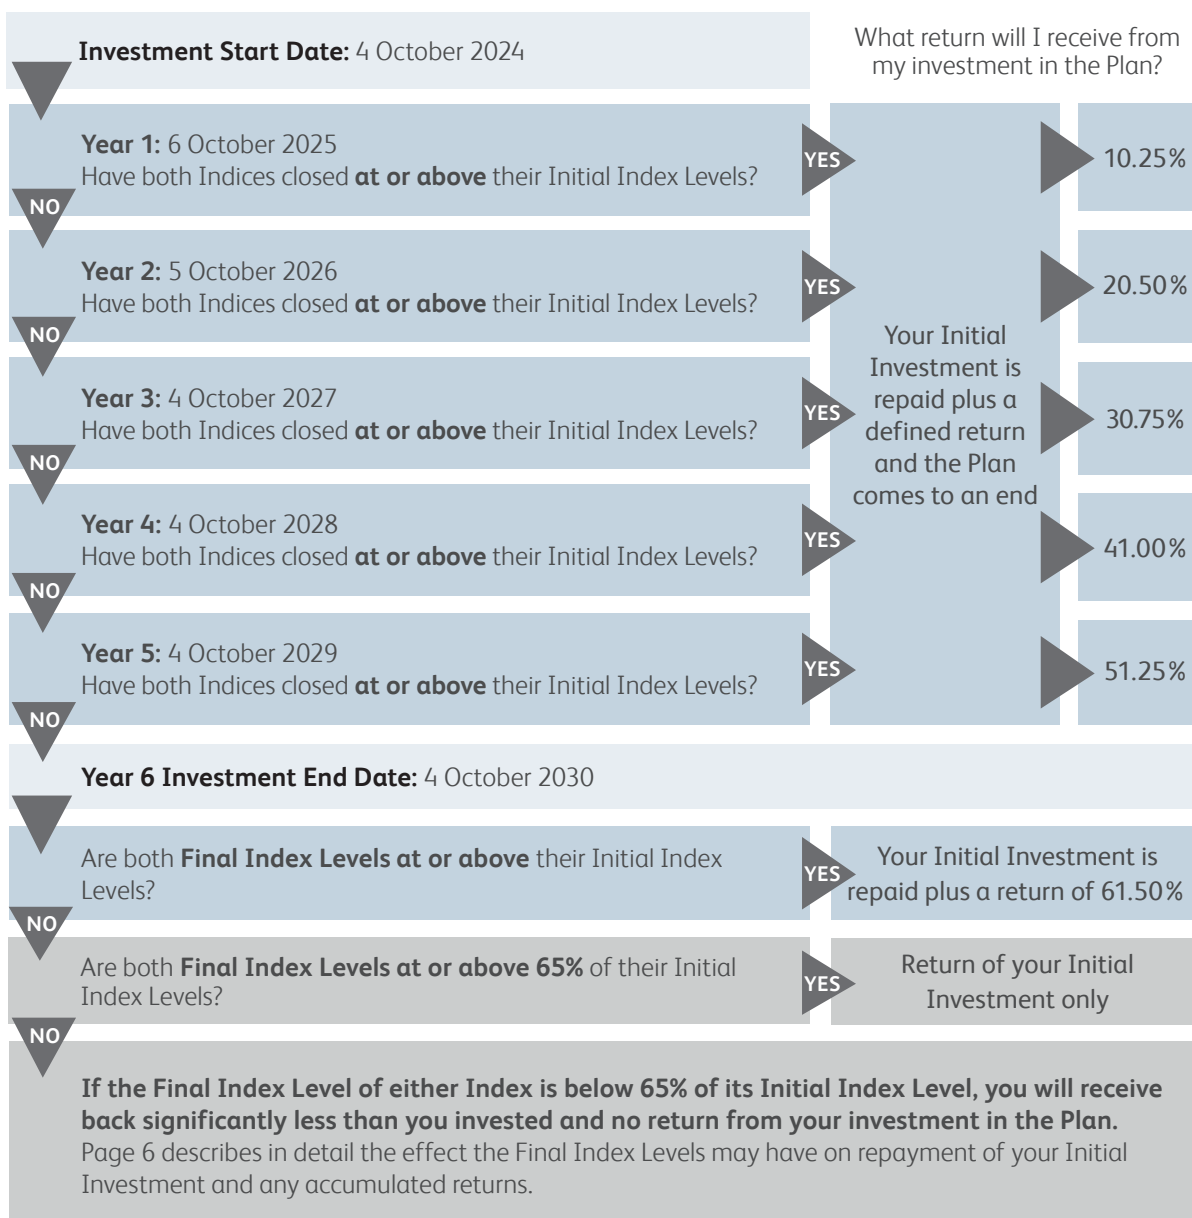 Investment Start Date: 4 October 2024
What return will I receive from
my investment in the Plan?
Year 1: 6 October 2025
Have both Indices closed at or above their Initial Index Levels?
YES
10.25%
NO
Year 2: 5 October 2026
Have both Indices closed at or above their Initial Index Levels?
YES
20.50%
NO
Year 3: 4 October 2027
Have both Indices closed at or above their Initial Index Levels?
YES
30.75%
NO
Year 4: 4 October 2028
Have both Indices closed at or above their Initial Index Levels?
YES
41.00%
NO
Year 5: 4 October 2029
Have both Indices closed at or above their Initial Index Levels?
YES
51.25%
NO
Your Initial
Investment is
repaid plus a
defined return
and the Plan
comes to an end
Year 6 Investment End Date: 4 October 2030
Are both Final Index Levels at or above their Initial Index
Levels?
YES
Your Initial Investment is
repaid plus a return of 61.50%
NO
Are both Final Index Levels at or above 65% of their Initial
Index Levels?
YES
Return of your Initial
Investment only
NO
If the Final Index Level of either Index is below 65% of its Initial Index Level, you will receive
back significantly less than you invested and no return from your investment in the Plan.
Page 6 describes in detail the effect the Final Index Levels may have on repayment of your Initial
Investment and any accumulated returns.